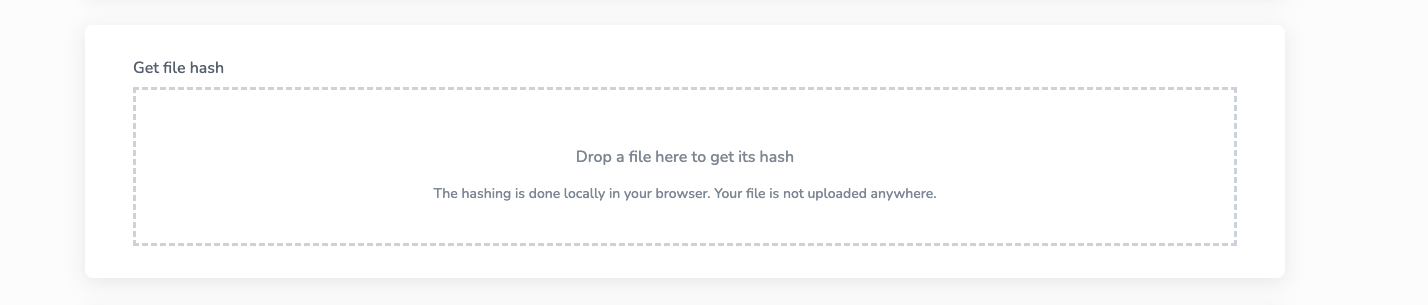 Get file hash
Drop a file here to get its hash
The hashing is done locally in your browser. Your file is not uploaded anywhere.